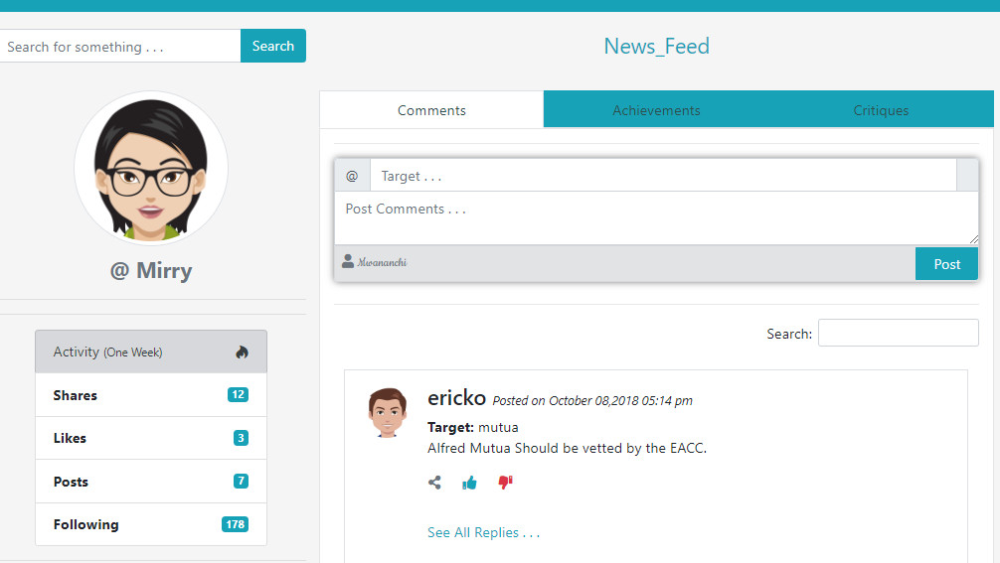 Search for something . . .
Search
@ Mirry
Activity (One Week)
Shares 12
Likes 3
Posts 7
Following 178
News_Feed
Comments Achievements Critiques
@ Target . . .
Post Comments . . .
Mwananchi
Post
Search:
ericko Posted on October 08,2018 05:14 pm
Target: mutua
Alfred Mutua Should be vetted by the EACC.
See All Replies . . .